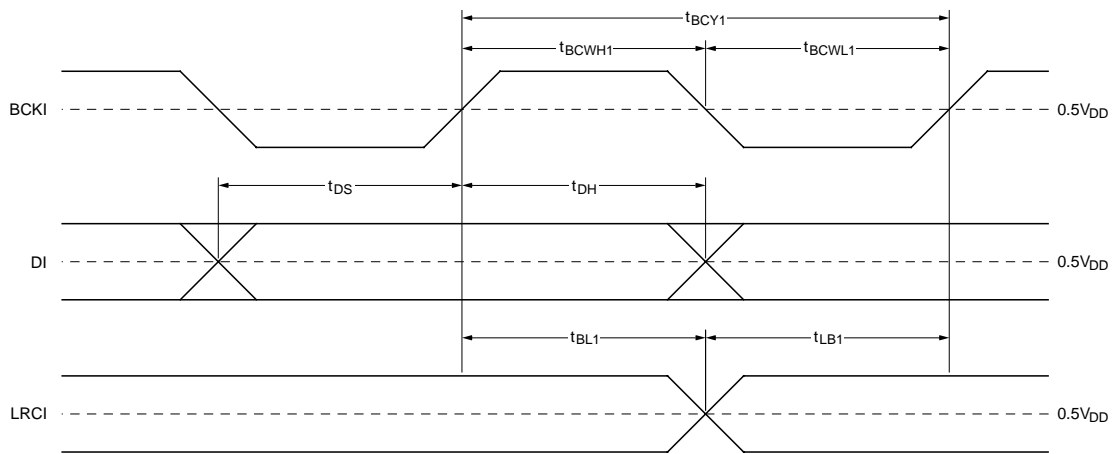 tBCY1
tBCWH1 tBCWL1
BCKI 0.5VDD
tDS tDH
DI 0.5VDD
tBL1 tLB1
LRCI 0.5VDD